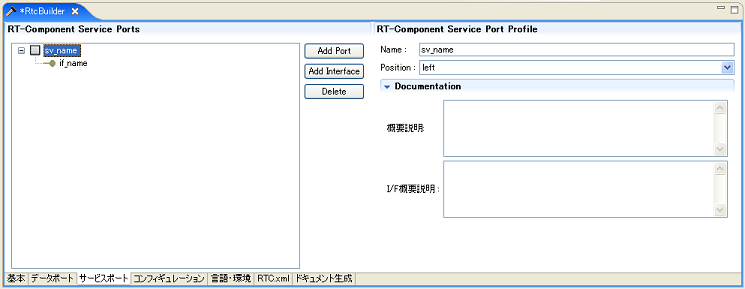 *RtcBuilder
RT-Component Service Ports
sv_name
if_name
Add Port
Add Interface
Delete
RT-Component Service Port Profile
Name :
sv_name
Position :
left
Documentation
概要説明:
I/F概要説明 :
基本
データポート
サービスポート
コンフィギュレーション
言語・環境
RTC.xml
ドキュメント生成